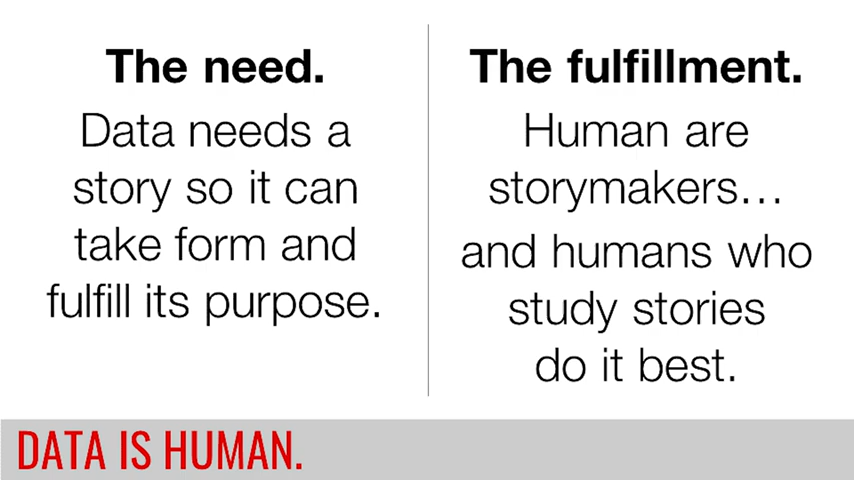 The need.
Data needs a
story so it can
take form and
fulfill its purpose.
The fulfillment.
Human are
storymakers…
and humans who
study stories
do it best.
DATA IS HUMAN.